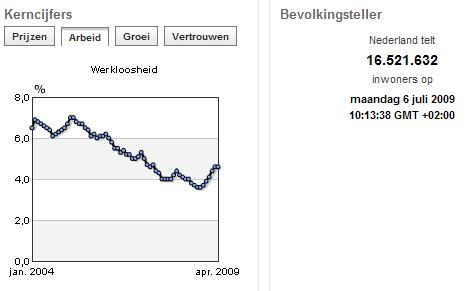 Kerncijfers
Prijzen Arbeid Groei Vertrouwen
Werkloosheid
%
8,0
6,0
4,0
2,0
0,0
jan. 2004 apr. 2009
Bevolkingsteller
Nederland telt
16.521.632
inwoners op
maandag 6 juli 2009
10:13:38 GMT +02:00